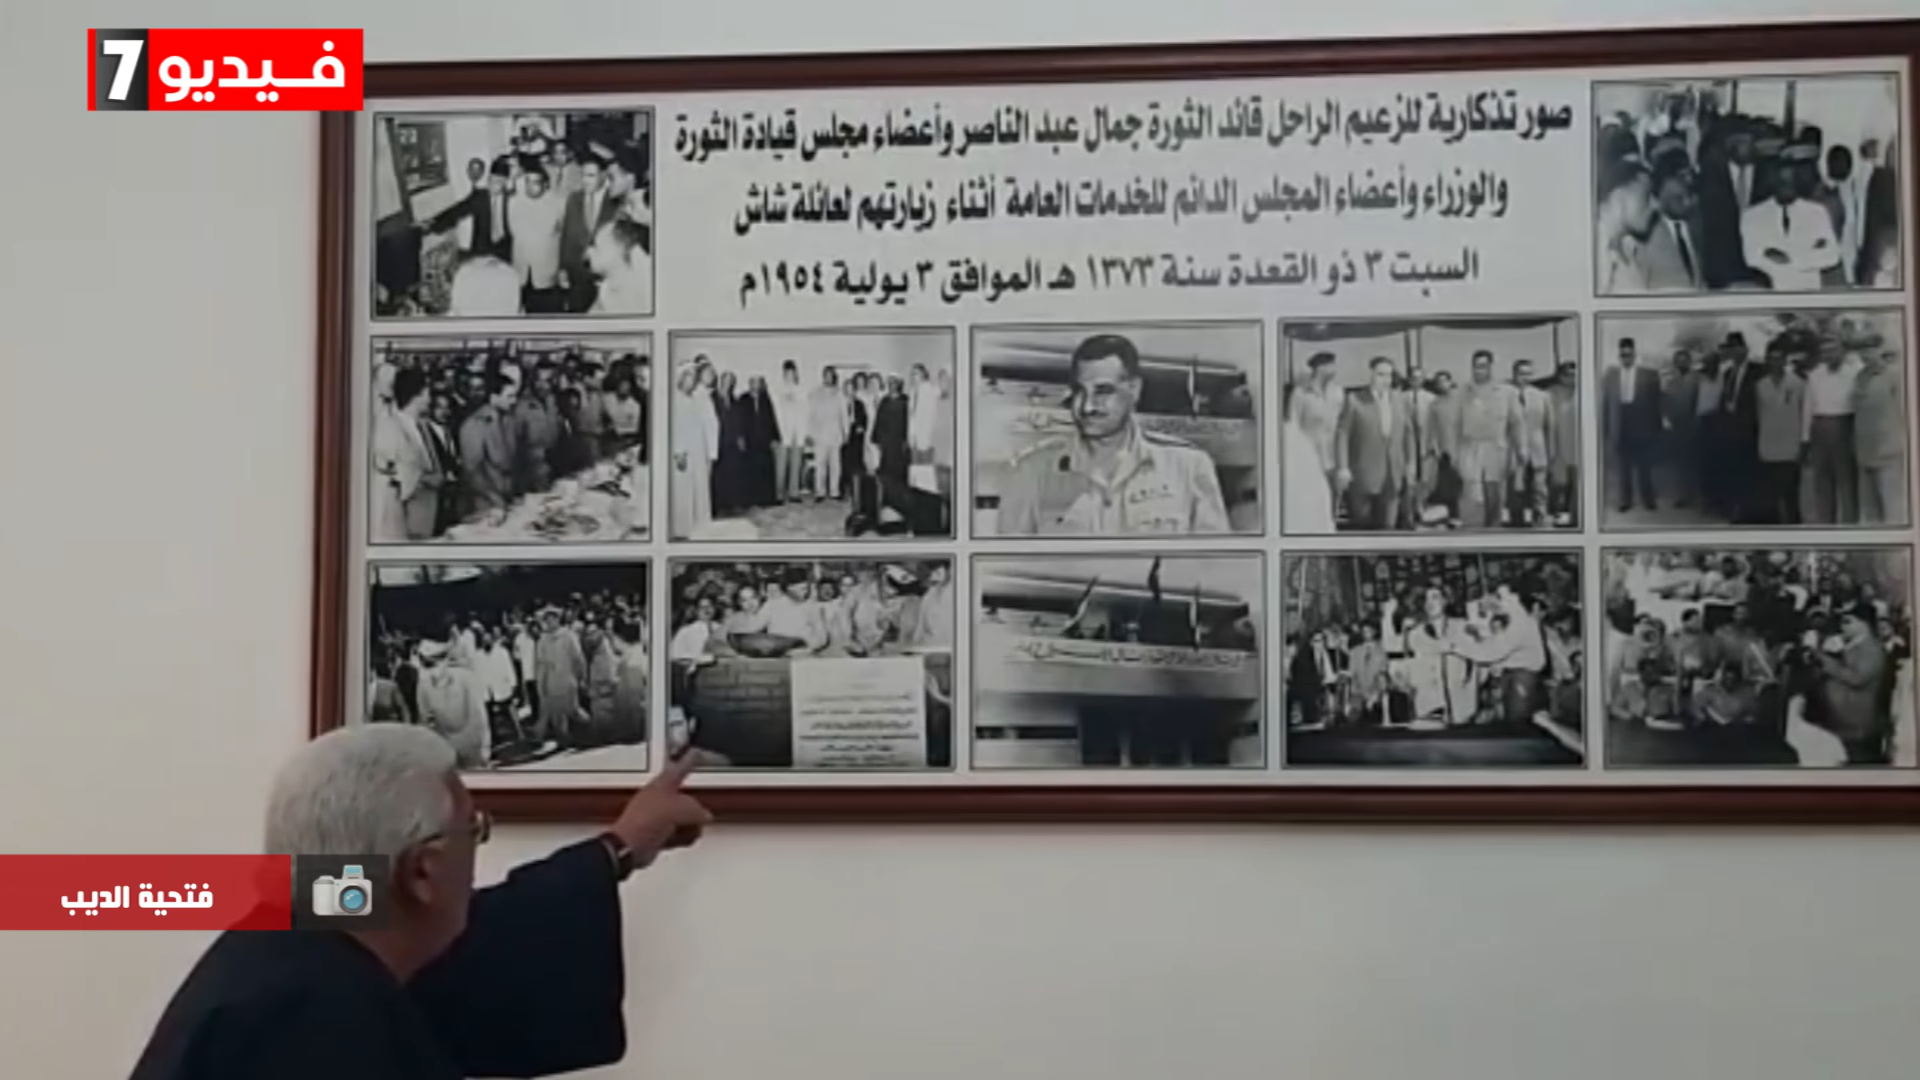 فيديو 7
صور تذكارية للزعيم الراحل قائد الثورة جمال عبد الناصر وأعضاء مجلس قيادة الثورة
والوزراء وأعضاء المجلس الدائم للخدمات العامة أثناء زيارتهم لعائلة شاش
السبت ٣ ذو القعدة سنة ١٣٧٣ هـ الموافق ٣ يولية ١٩٥٤م
فتحية الديب